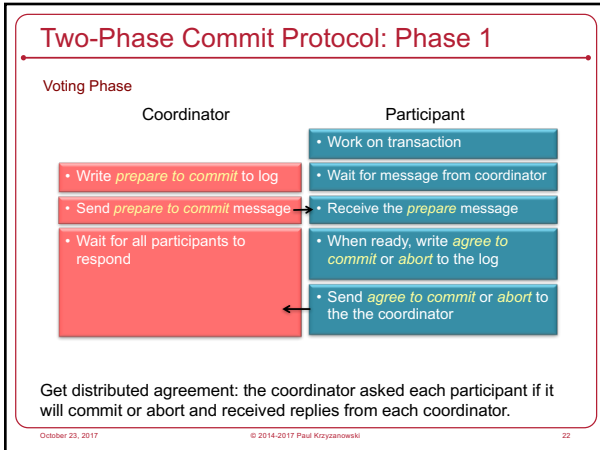 Two-Phase Commit Protocol: Phase 1
Voting Phase
Coordinator
Participant
• Work on transaction
• Write prepare to commit to log
• Wait for message from coordinator
• Send prepare to commit message
• Receive the prepare message
• Wait for all participants to
respond
• When ready, write agree to
commit or abort to the log
• Send agree to commit or abort to
the the coordinator
Get distributed agreement: the coordinator asked each participant if it
will commit or abort and received replies from each coordinator.
October 23, 2017
© 2014-2017 Paul Krzyzanowski
22